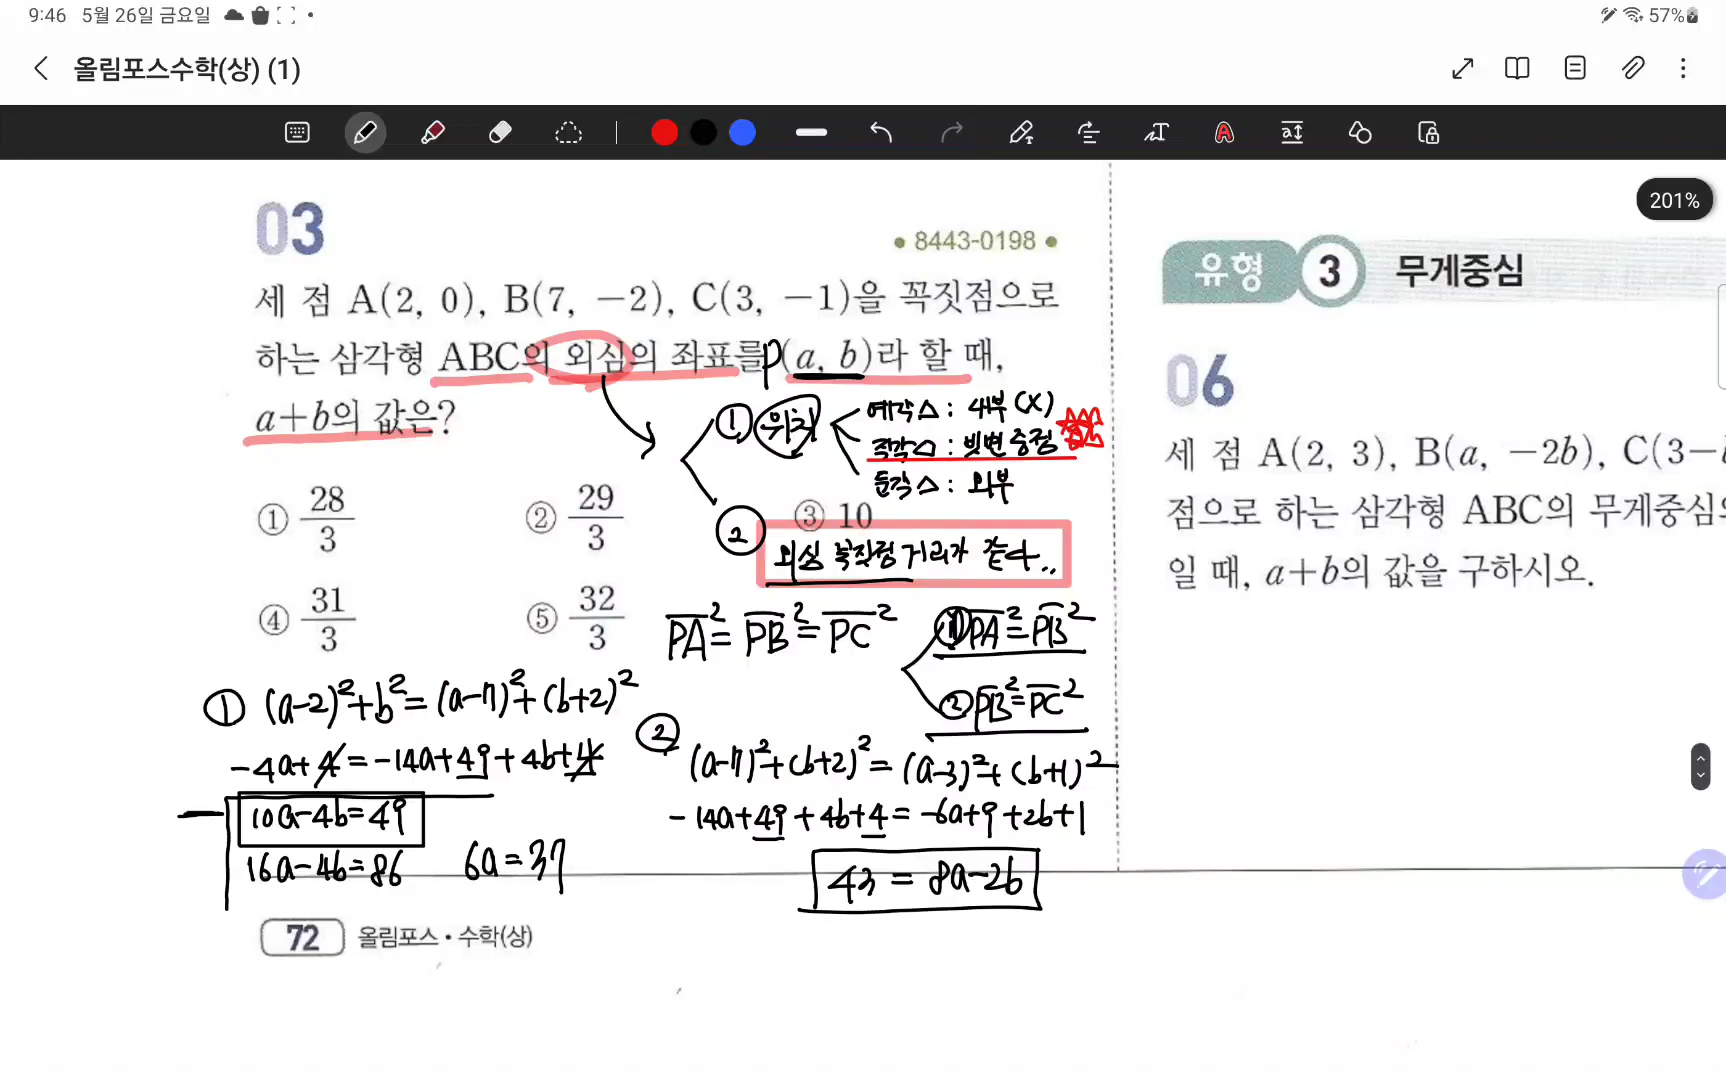 9:46 5월 26일 금요일
57%
올림포스수학(상) (1)
201%
03
8443-0198
세 점 A(2, 0), B(7, −2), C(3, −1)을 꼭짓점으로
하는 삼각형 ABC의 외심의 좌표를 P(a, b)라 할 때,
a+b의 값은?
① 28/3
② 29/3
③ 10
④ 31/3
⑤ 32/3
① 위치
예각△ : 내부 (X)
직각△ : 빗변 중점
둔각△ : 외부
② 외심 꼭짓점 거리가 같다..
PA² = PB² = PC²
① PA² = PB²
② PB² = PC²
① (a-2)²+b² = (a-7)²+(b+2)²
-4a+4 = -14a+49+4b+4
10a-4b=49
16a-4b=86
6a=37
② (a-7)²+(b+2)² = (a-3)²+(b+1)²
-14a+49+4b+4 = -6a+9+2b+1
43 = 8a-2b
72 올림포스 • 수학(상)
유형 3 무게중심
06
세 점 A(2, 3), B(a, −2b), C(3−
점으로 하는 삼각형 ABC의 무게중심
일 때, a+b의 값을 구하시오.